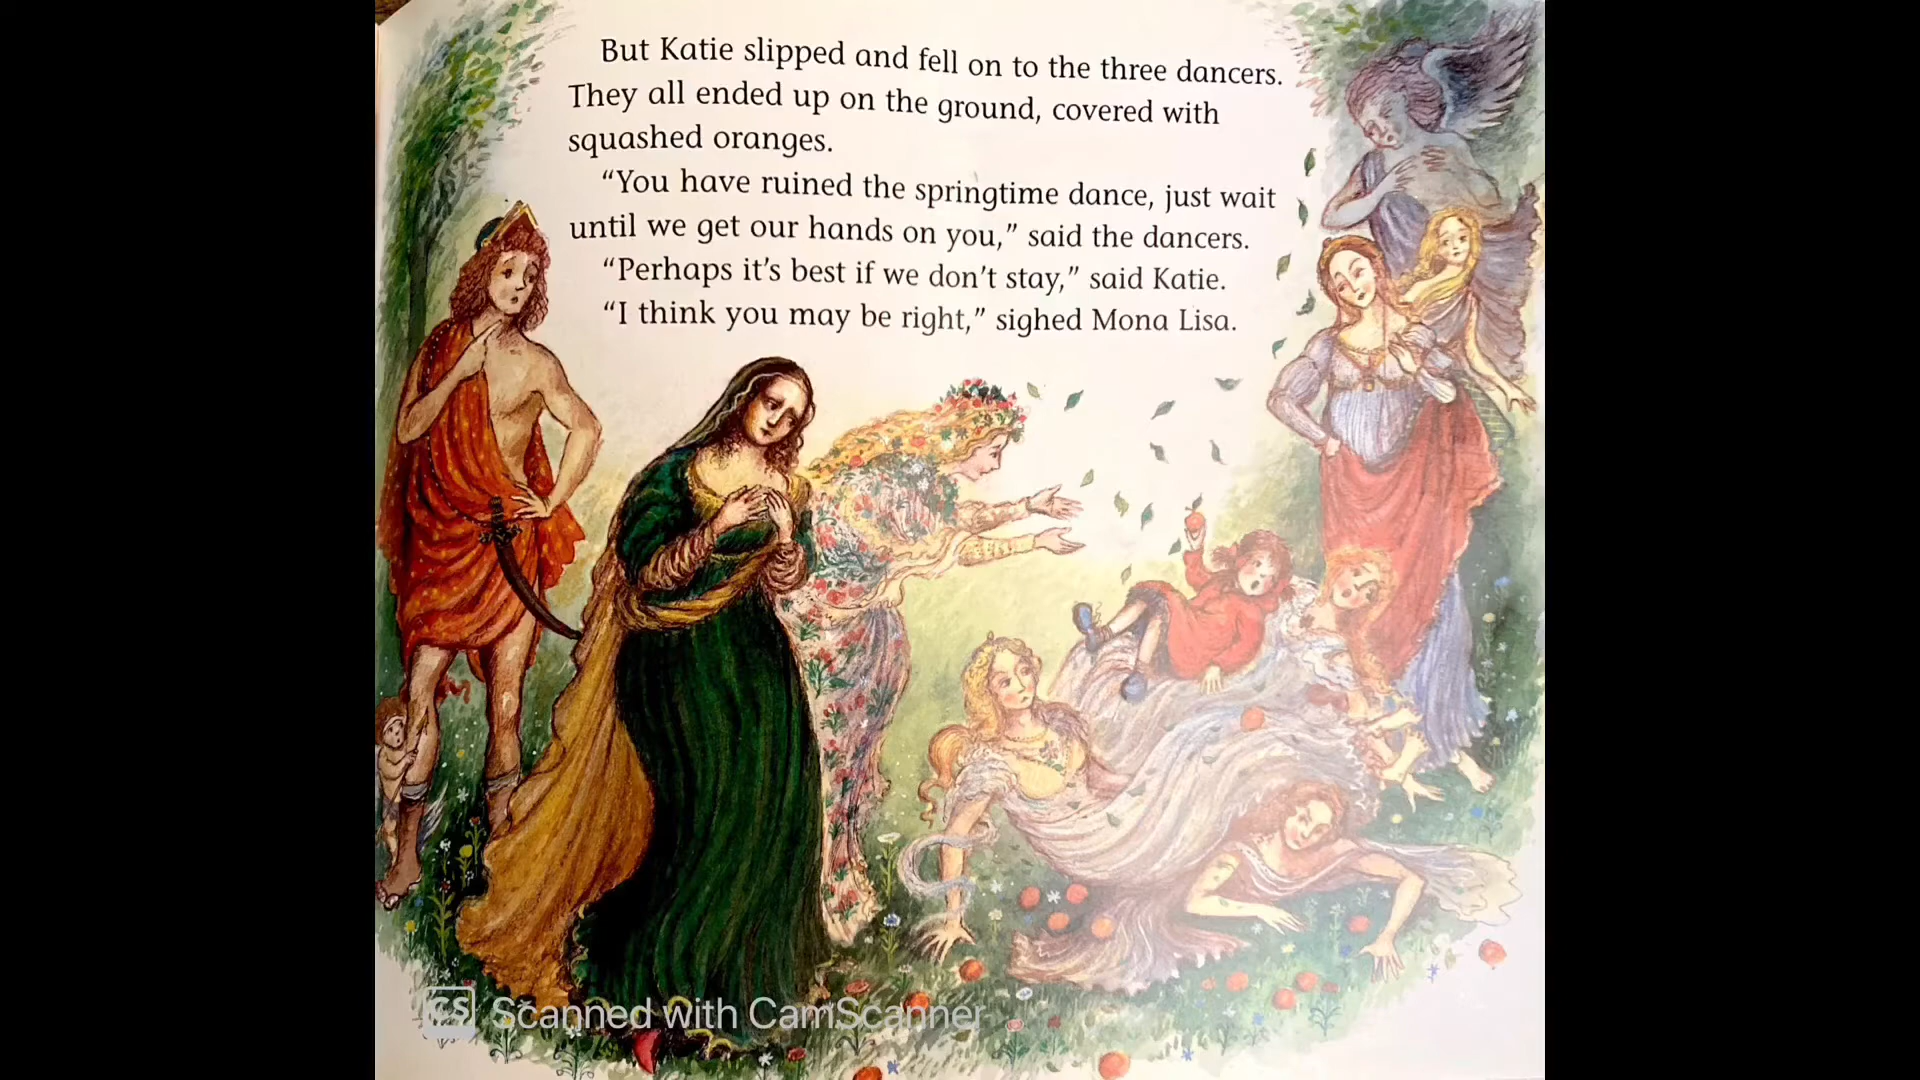 But Katie slipped and fell on to the three dancers.
They all ended up on the ground, covered with
squashed oranges.
“You have ruined the springtime dance, just wait
until we get our hands on you,” said the dancers.
“Perhaps it’s best if we don’t stay,” said Katie.
“I think you may be right,” sighed Mona Lisa.
CS Scanned with CamScanner